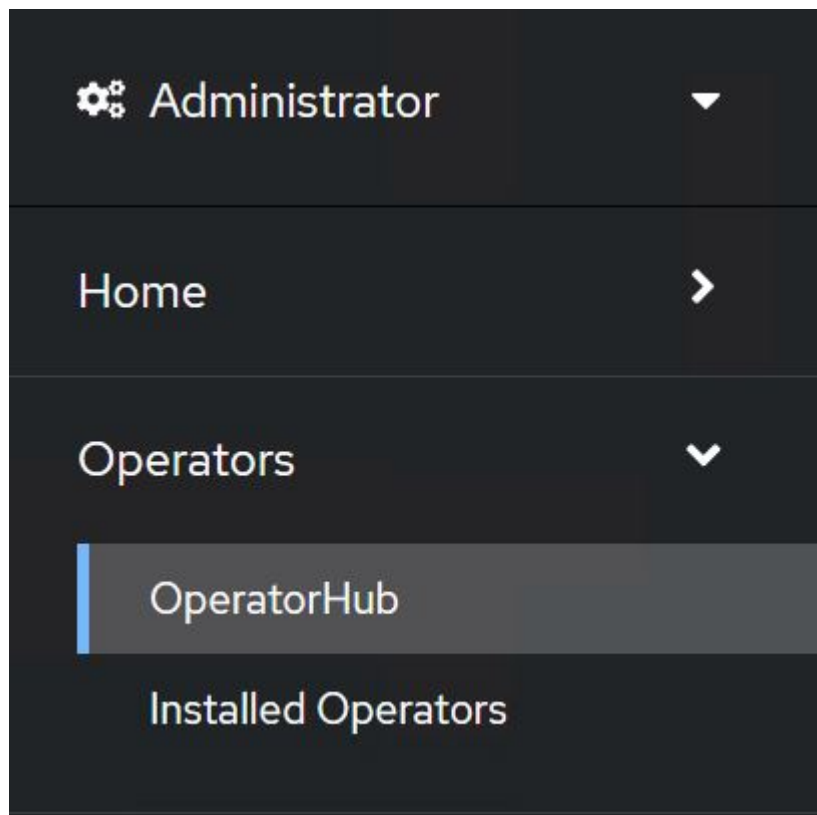 Administrator
Home
Operators
OperatorHub
Installed Operators